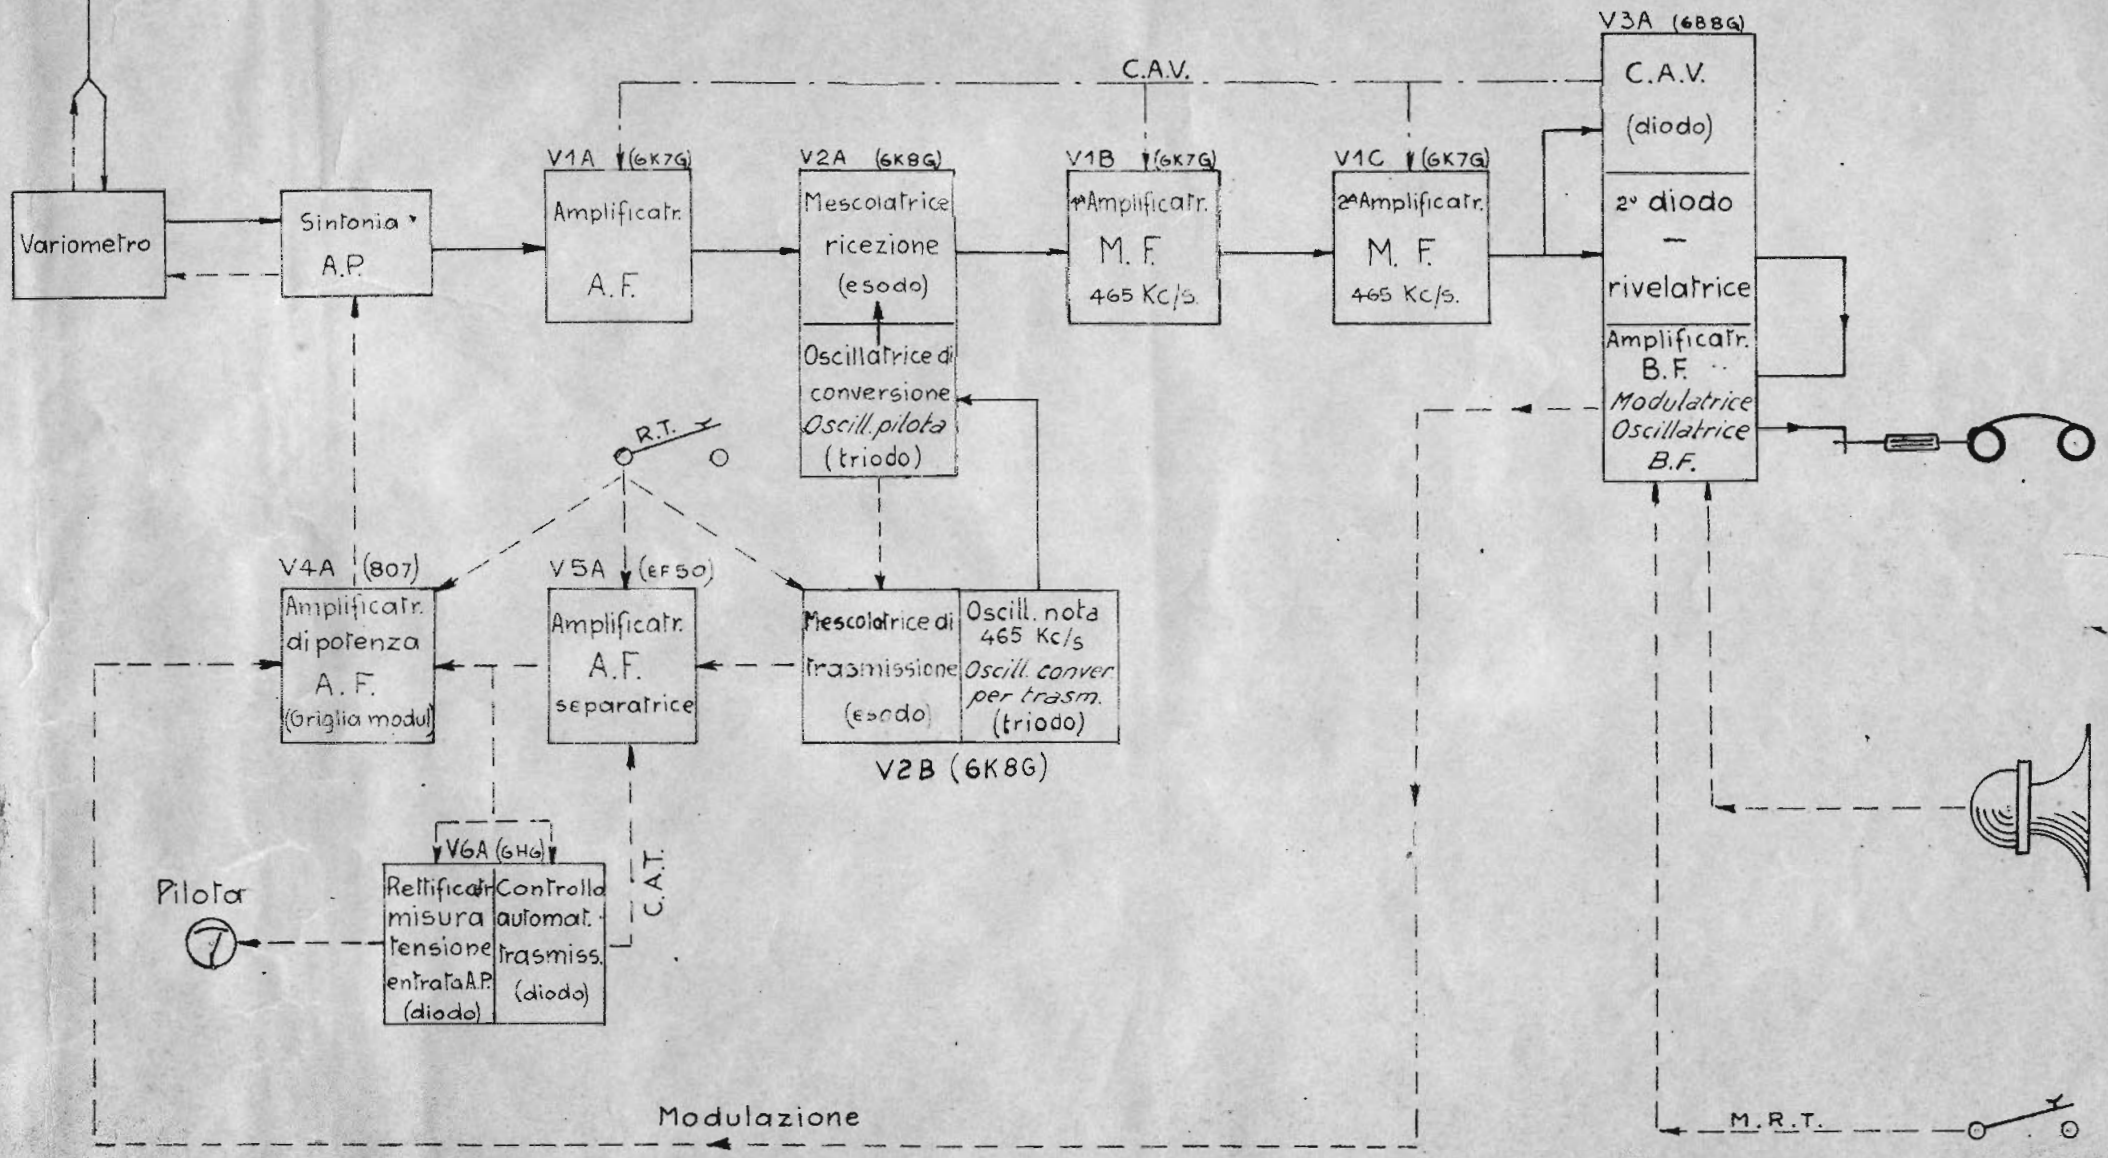 V3A (6B8G)
C.A.V.
C.A.V.
(diodo)
2° diodo
—
rivelatrice
Amplificatr.
B.F.
Modulatrice
Oscillatrice
B.F.
V1A (6K7G)
Amplificatr.
A.F.
V2A (6K8G)
Mescolatrice
ricezione
(esodo)
Oscillatrice di
conversione
Oscill. pilota
(triodo)
V1B (6K7G)
1ª Amplificatr.
M.F.
465 Kc/s.
V1C (6K7G)
2ª Amplificatr.
M.F.
465 Kc/s.
Variometro
Sintonia
A.P.
R.T.
V4A (807)
Amplificatr.
di potenza
A.F.
(Griglia modul)
V5A (EF50)
Amplificatr.
A.F.
separatrice
Mescolatrice di
trasmissione
(esodo)
Oscill. nota
465 Kc/s
Oscill. conver
per trasm.
(triodo)
V2B (6K8G)
V6A (6H6)
Rettificatr
misura
tensione
entrata A.P.
(diodo)
Controllo
automat.
trasmiss.
(diodo)
C.A.T.
Pilota
Modulazione
M.R.T.